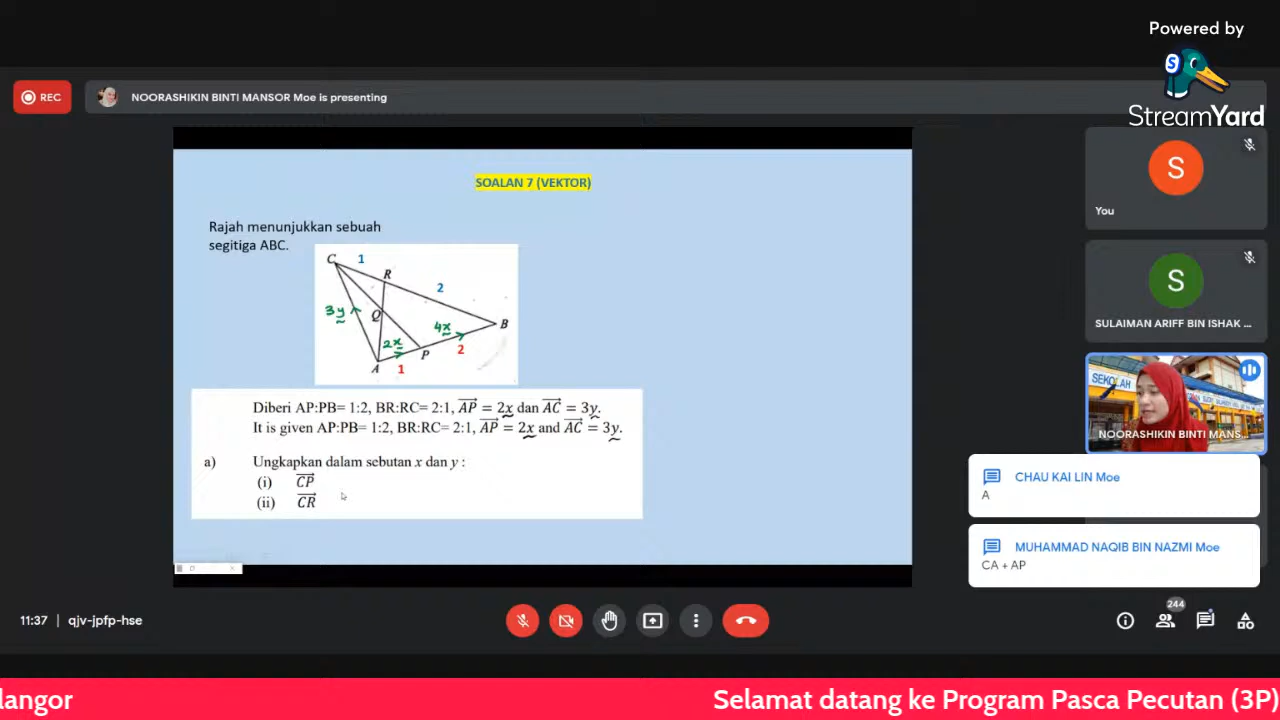 Powered by
StreamYard
REC
NOORASHIKIN BINTI MANSOR Moe is presenting
SOALAN 7 (VEKTOR)
Rajah menunjukkan sebuah
segitiga ABC.
C 1
R
2
3y
Q
4x
B
2x
P
2
A
1
Diberi AP:PB= 1:2, BR:RC= 2:1, AP = 2x dan AC = 3y.
It is given AP:PB= 1:2, BR:RC= 2:1, AP = 2x and AC = 3y.
a) Ungkapkan dalam sebutan x dan y :
(i) CP
(ii) CR
S
You
S
SULAIMAN ARIFF BIN ISHAK ...
SEKOLAH
NOORASHIKIN BINTI MANS...
CHAU KAI LIN Moe
A
MUHAMMAD NAQIB BIN NAZMI Moe
CA + AP
11:37 | qjv-jpfp-hse
244
langor
Selamat datang ke Program Pasca Pecutan (3P)